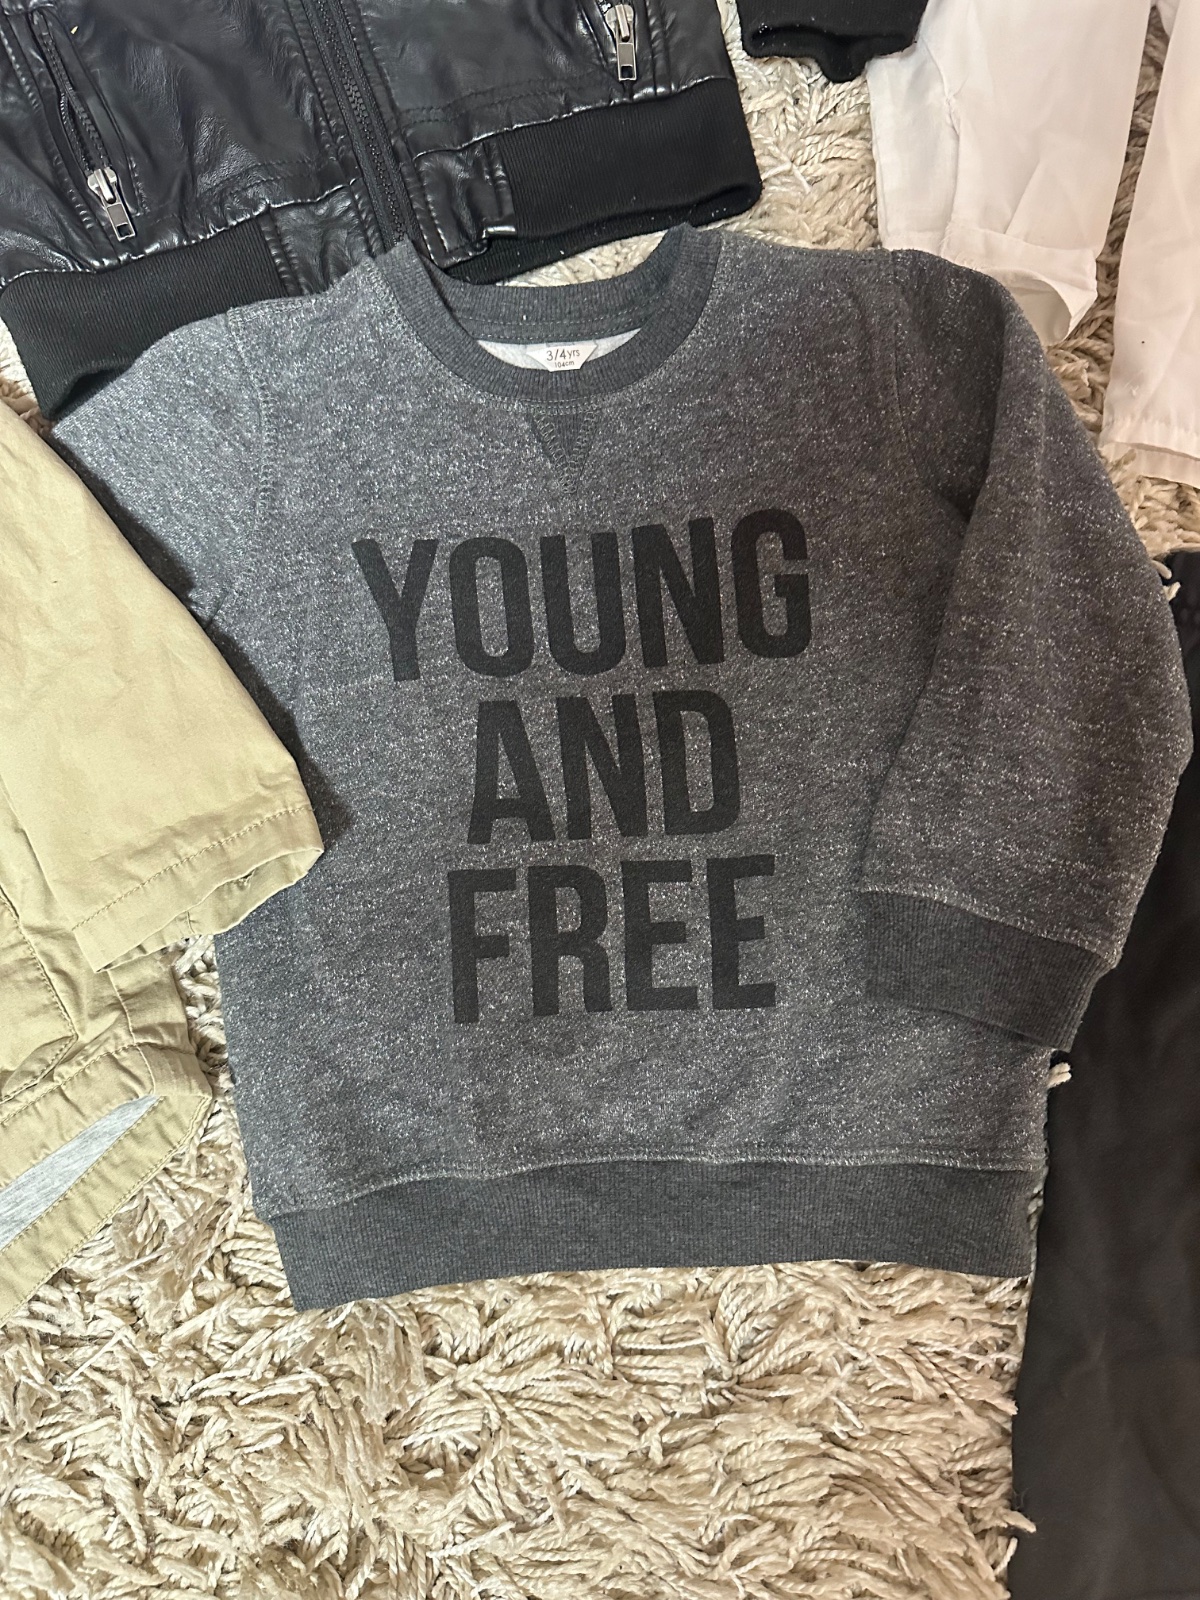 3/4yrs
104cm
YOUNG
AND
FREE